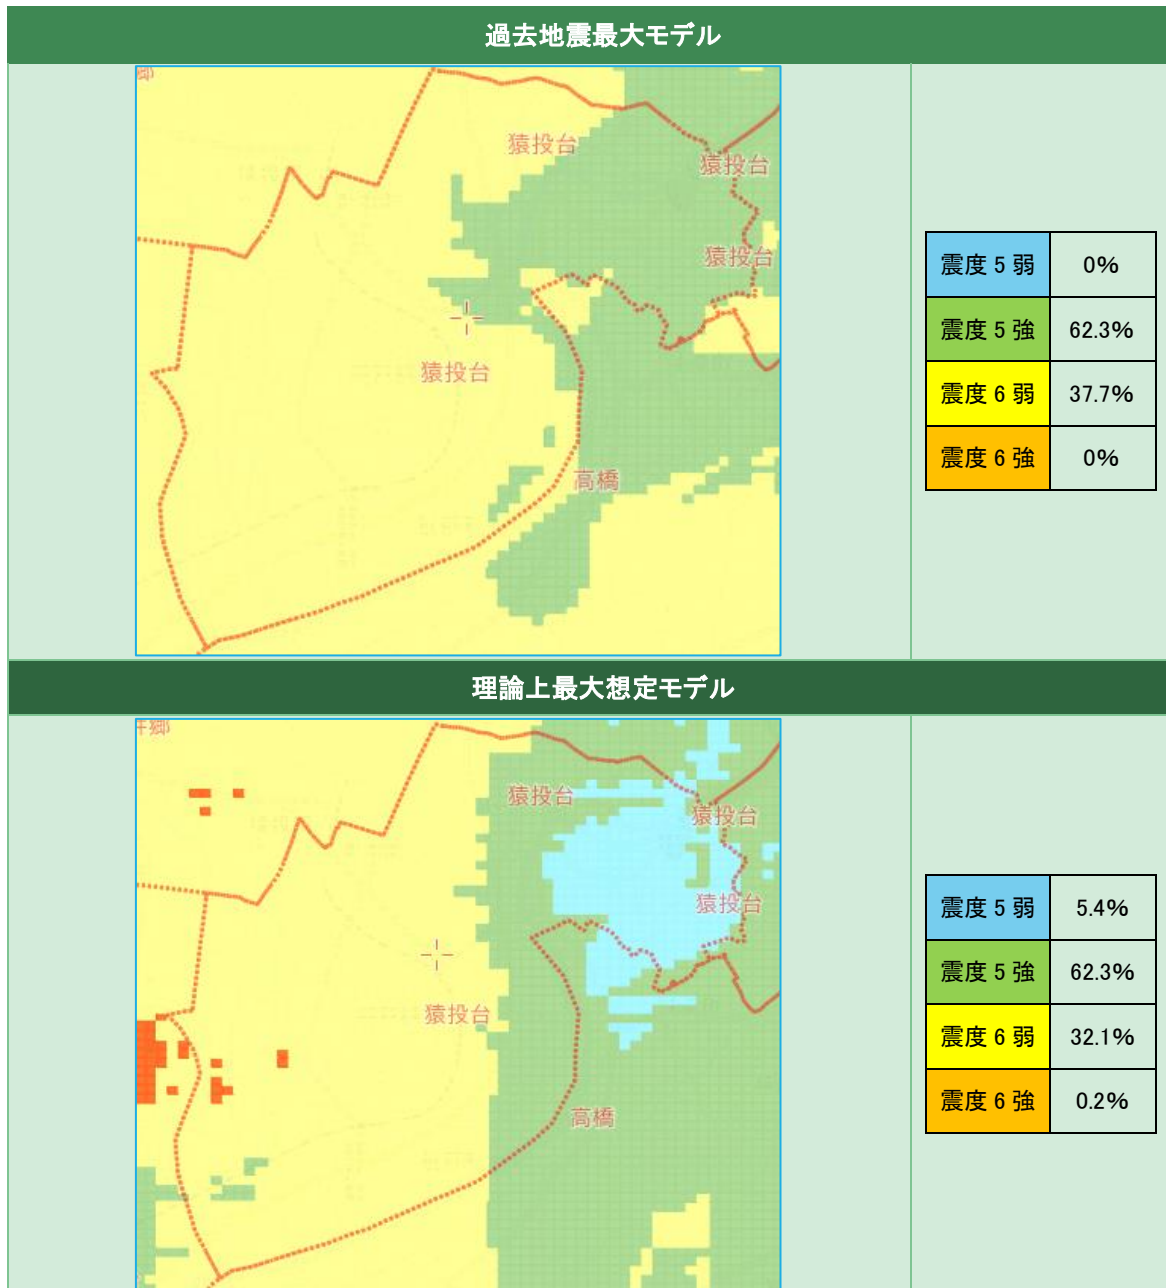 過去地震最大モデル
郷
猿投台
猿投台
猿投台
猿投台
高橋
震度 5 弱 0%
震度 5 強 62.3%
震度 6 弱 37.7%
震度 6 強 0%
理論上最大想定モデル
井郷
猿投台
猿投台
猿投台
猿投台
高橋
震度 5 弱 5.4%
震度 5 強 62.3%
震度 6 弱 32.1%
震度 6 強 0.2%